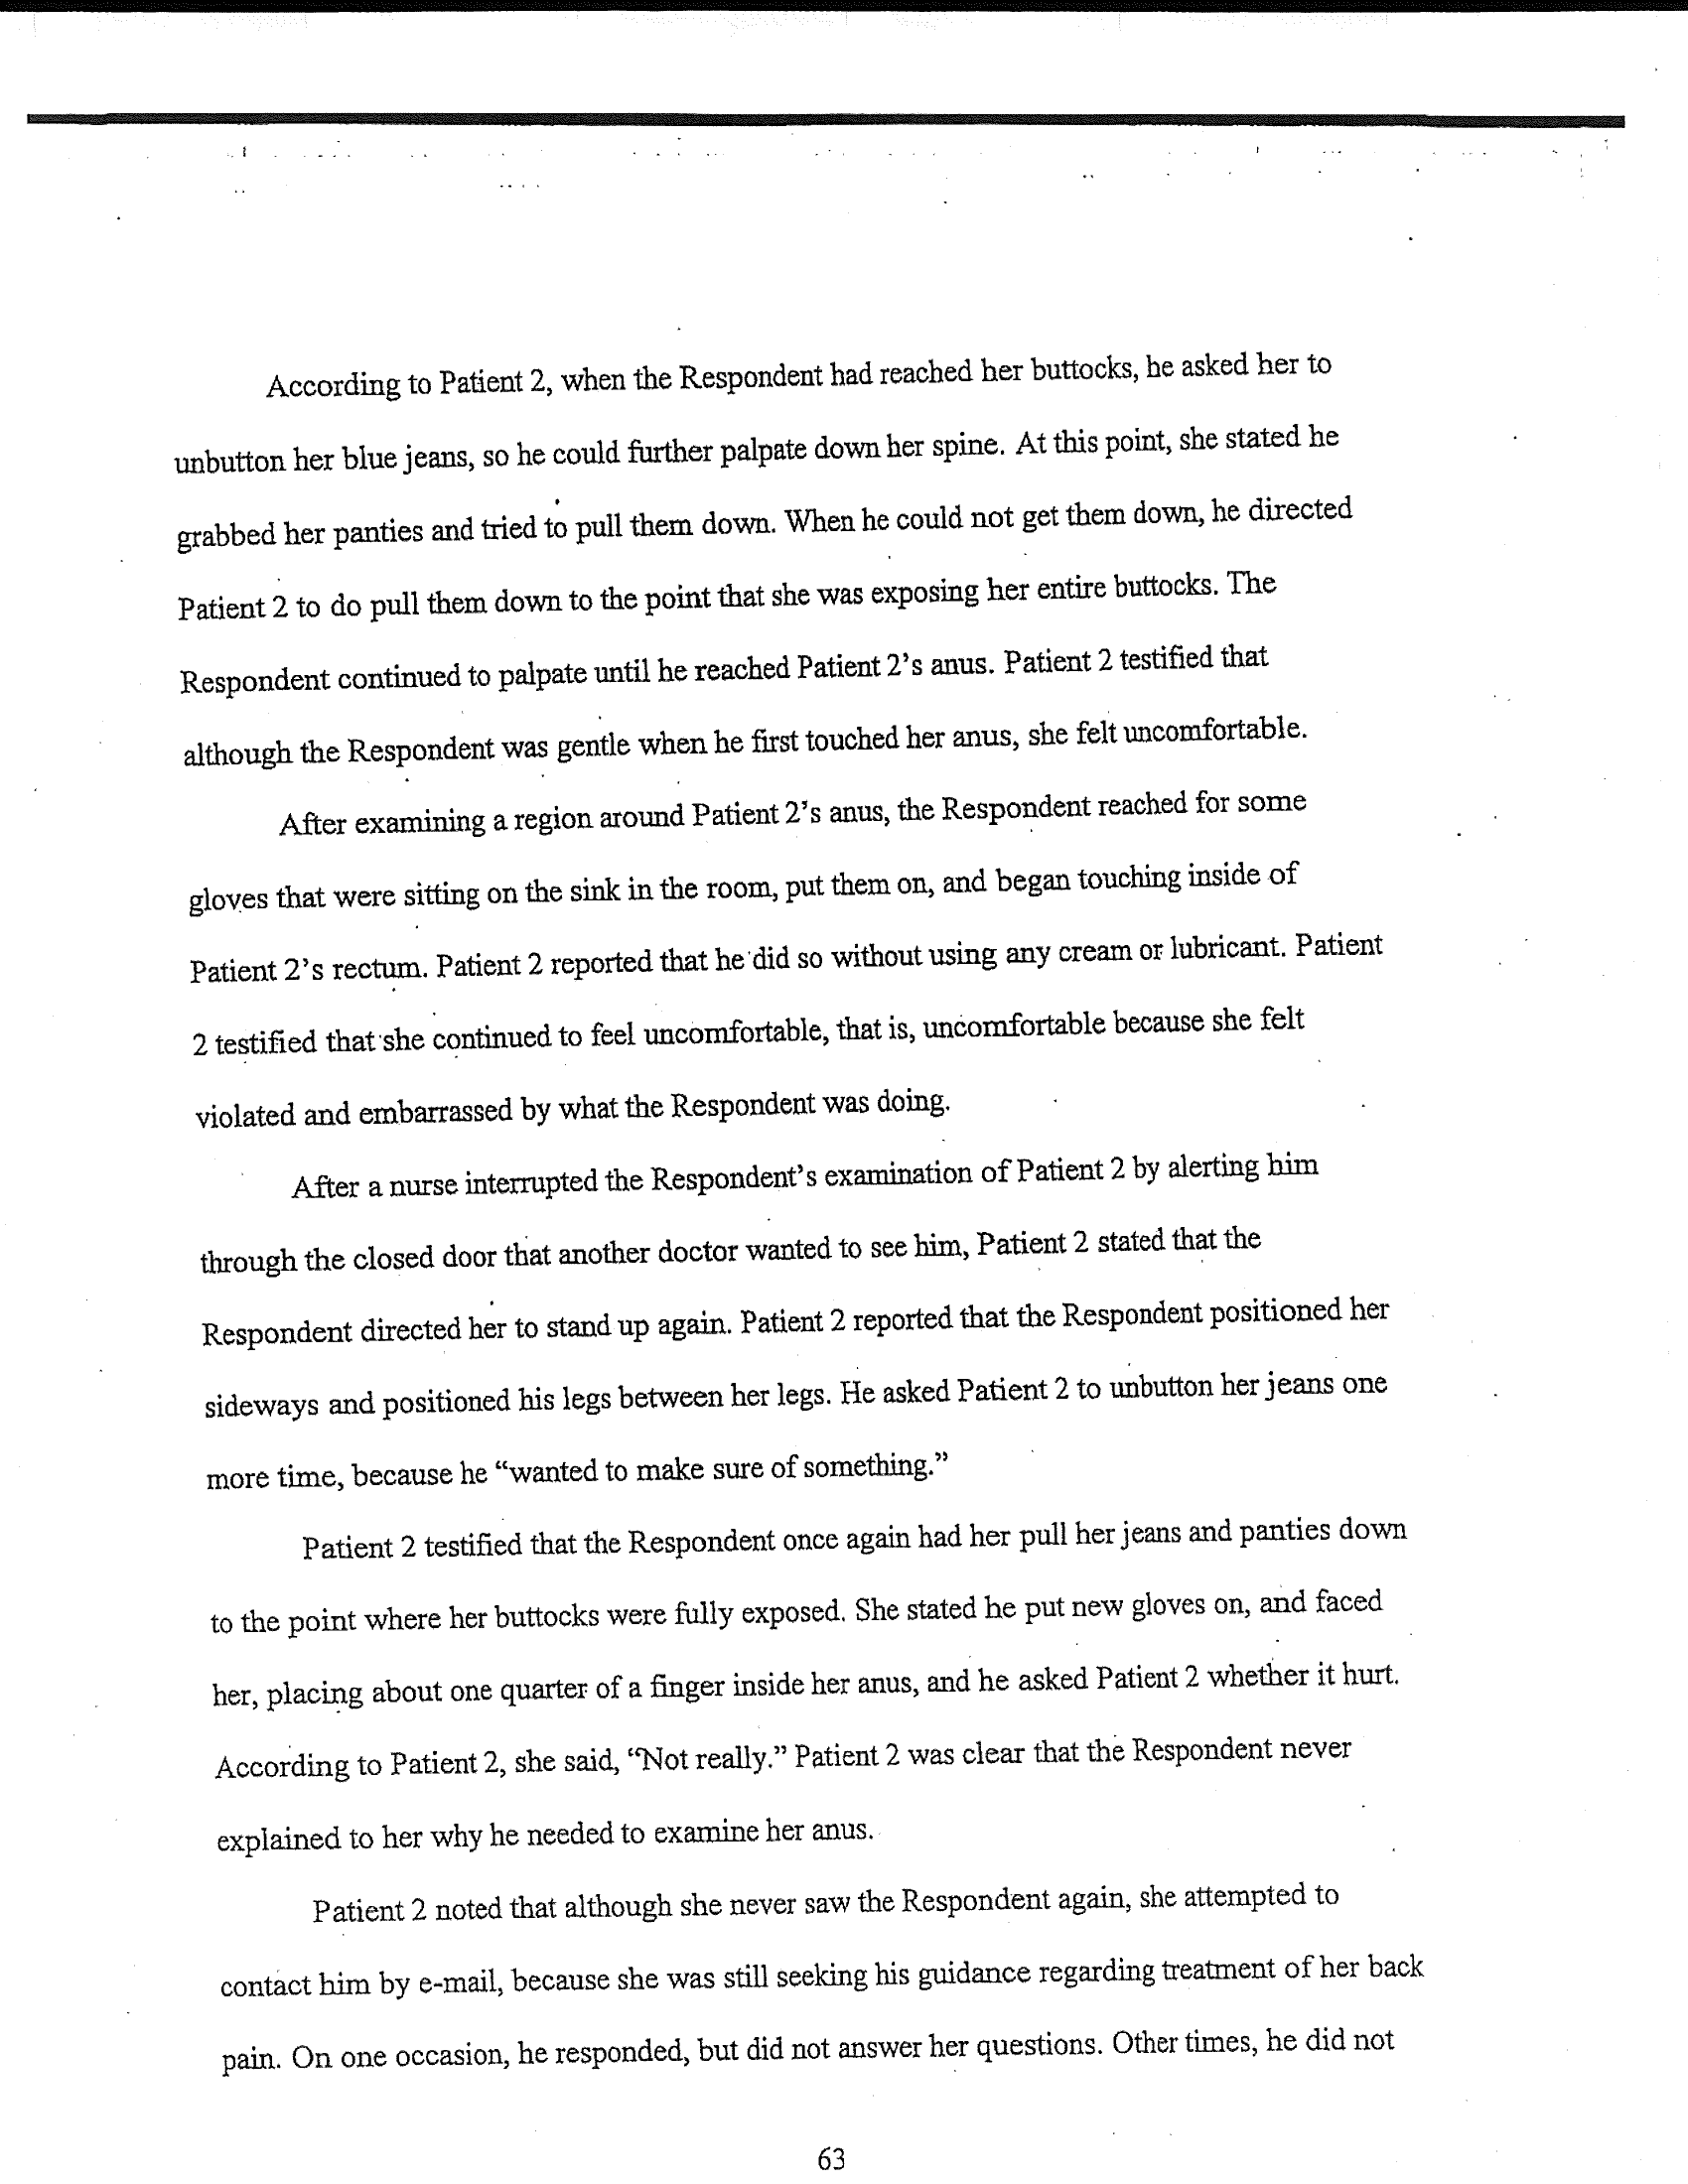 According to Patient 2, when the Respondent had reached her buttocks, he asked her to
unbutton her blue jeans, so he could further palpate down her spine. At this point, she stated he
grabbed her panties and tried to pull them down. When he could not get them down, he directed
Patient 2 to do pull them down to the point that she was exposing her entire buttocks. The
Respondent continued to palpate until he reached Patient 2’s anus. Patient 2 testified that
although the Respondent was gentle when he first touched her anus, she felt uncomfortable.
After examining a region around Patient 2’s anus, the Respondent reached for some
gloves that were sitting on the sink in the room, put them on, and began touching inside of
Patient 2’s rectum. Patient 2 reported that he did so without using any cream or lubricant. Patient
2 testified that she continued to feel uncomfortable, that is, uncomfortable because she felt
violated and embarrassed by what the Respondent was doing.
After a nurse interrupted the Respondent’s examination of Patient 2 by alerting him
through the closed door that another doctor wanted to see him, Patient 2 stated that the
Respondent directed her to stand up again. Patient 2 reported that the Respondent positioned her
sideways and positioned his legs between her legs. He asked Patient 2 to unbutton her jeans one
more time, because he “wanted to make sure of something.”
Patient 2 testified that the Respondent once again had her pull her jeans and panties down
to the point where her buttocks were fully exposed. She stated he put new gloves on, and faced
her, placing about one quarter of a finger inside her anus, and he asked Patient 2 whether it hurt.
According to Patient 2, she said, “Not really.” Patient 2 was clear that the Respondent never
explained to her why he needed to examine her anus.
Patient 2 noted that although she never saw the Respondent again, she attempted to
contact him by e-mail, because she was still seeking his guidance regarding treatment of her back
pain. On one occasion, he responded, but did not answer her questions. Other times, he did not
63